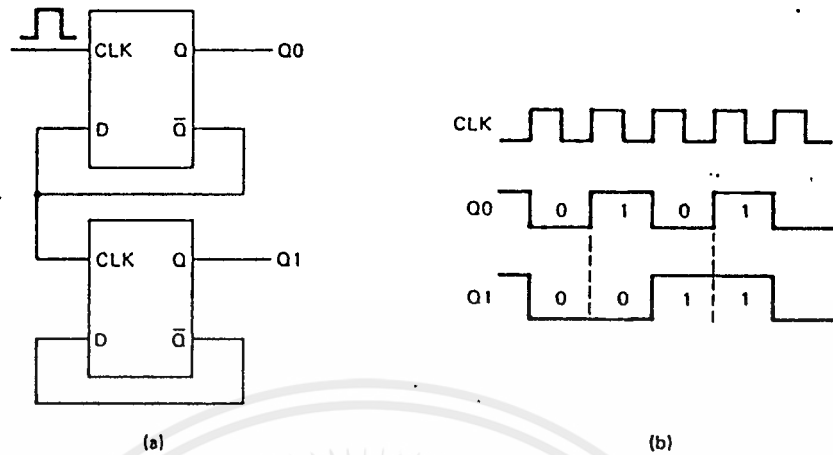 CLK Q Q0
D Q̅
CLK Q Q1
D Q̅
(a)
CLK
Q0 0 1 0 1
Q1 0 0 1 1
(b)